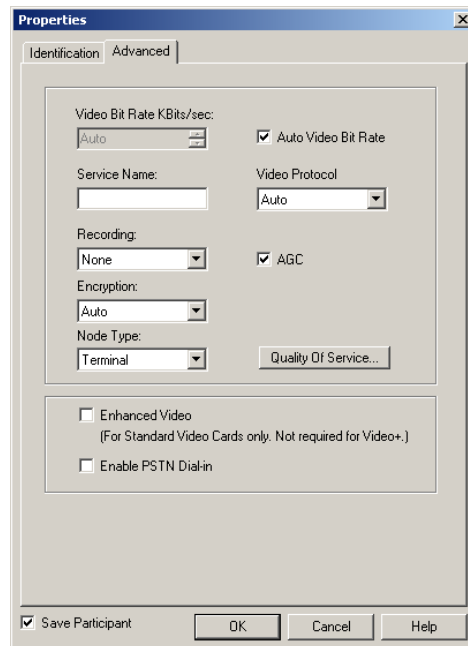 Properties
Identification Advanced
Video Bit Rate KBits/sec:
Auto
Auto Video Bit Rate
Service Name:
Video Protocol
Auto
Recording:
None
AGC
Encryption:
Auto
Node Type:
Terminal
Quality Of Service...
Enhanced Video
(For Standard Video Cards only. Not required for Video+.)
Enable PSTN Dial-in
Save Participant
OK Cancel Help